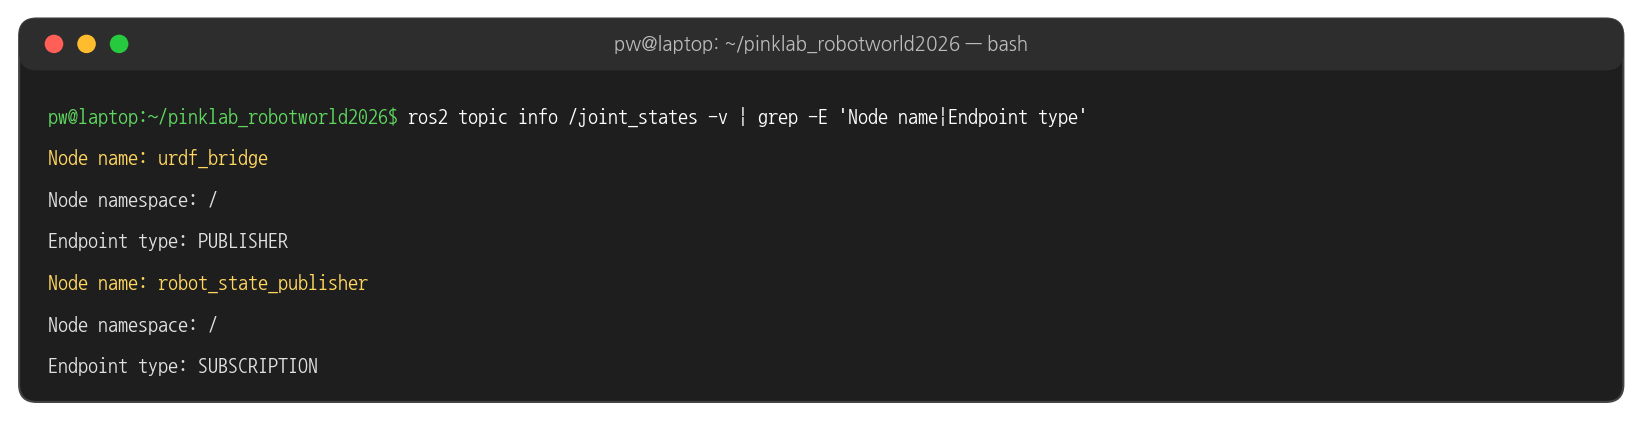 pw@laptop: ~/pinklab_robotworld2026 — bash
pw@laptop:~/pinklab_robotworld2026$ ros2 topic info /joint_states -v | grep -E 'Node name|Endpoint type'
Node name: urdf_bridge
Node namespace: /
Endpoint type: PUBLISHER
Node name: robot_state_publisher
Node namespace: /
Endpoint type: SUBSCRIPTION